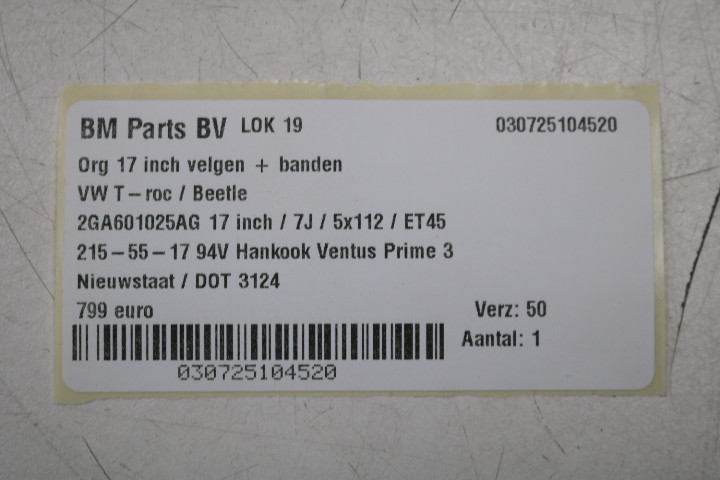 BM Parts BV LOK 19 030725104520
Org 17 inch velgen + banden
VW T-roc / Beetle
2GA601025AG 17 inch / 7J / 5x112 / ET45
215-55-17 94V Hankook Ventus Prime 3
Nieuwstaat / DOT 3124
799 euro Verz: 50
Aantal: 1
030725104520